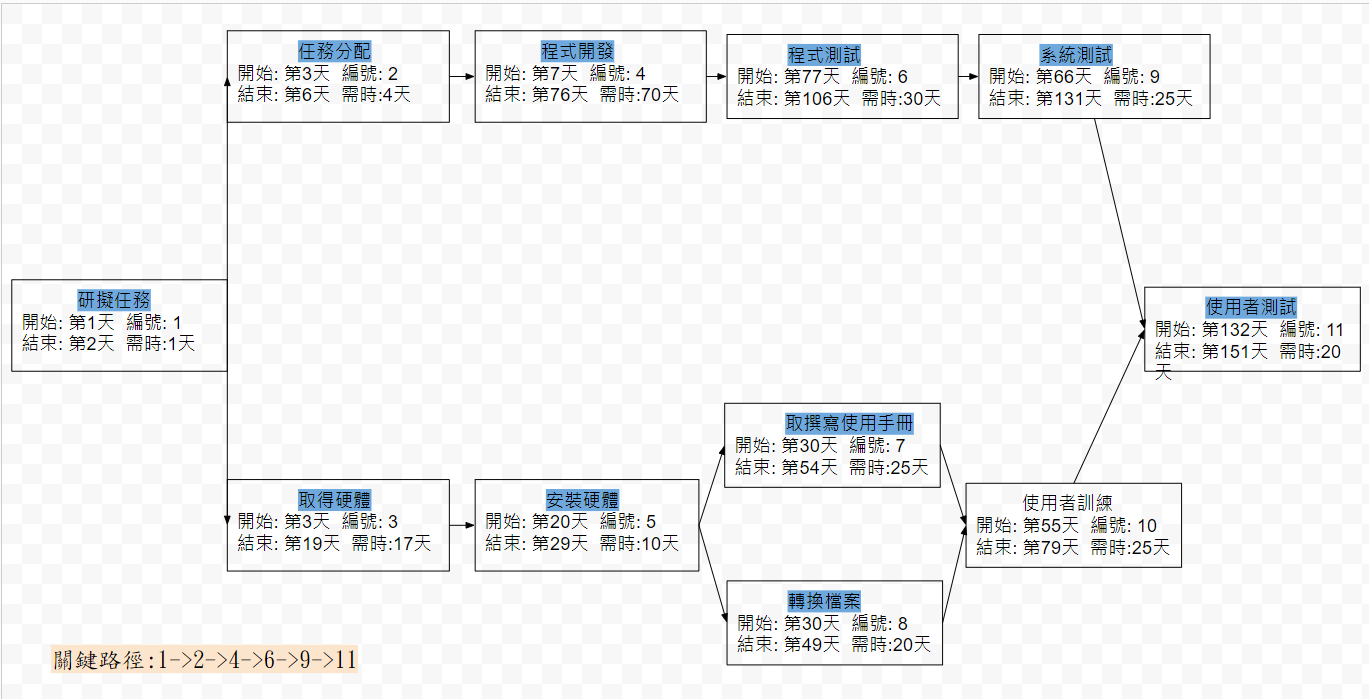 任務分配
開始: 第3天 編號: 2
結束: 第6天 需時:4天
程式開發
開始: 第7天 編號: 4
結束: 第76天 需時:70天
程式測試
開始: 第77天 編號: 6
結束: 第106天 需時:30天
系統測試
開始: 第66天 編號: 9
結束: 第131天 需時:25天
研擬任務
開始: 第1天 編號: 1
結束: 第2天 需時:1天
使用者測試
開始: 第132天 編號: 11
結束: 第151天 需時:20
天
取得硬體
開始: 第3天 編號: 3
結束: 第19天 需時:17天
安裝硬體
開始: 第20天 編號: 5
結束: 第29天 需時:10天
取撰寫使用手冊
開始: 第30天 編號: 7
結束: 第54天 需時:25天
使用者訓練
開始: 第55天 編號: 10
結束: 第79天 需時:25天
轉換檔案
開始: 第30天 編號: 8
結束: 第49天 需時:20天
關鍵路徑:1->2->4->6->9->11